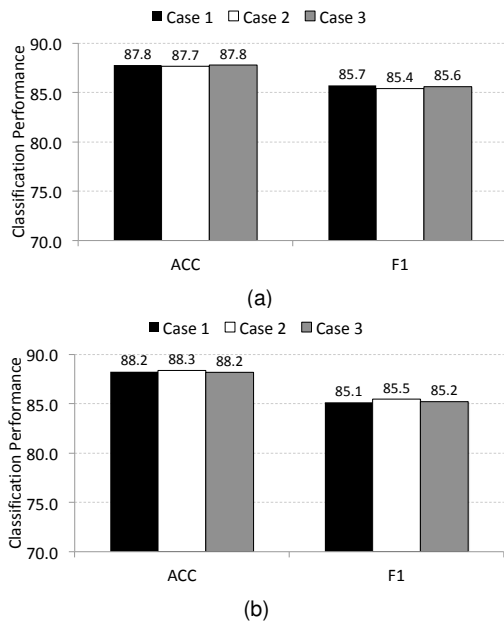 Case 1 Case 2 Case 3
Classification Performance
90.0
85.0
80.0
75.0
70.0
87.8 87.7 87.8
85.7 85.4 85.6
ACC F1
(a)
Case 1 Case 2 Case 3
Classification Performance
90.0
85.0
80.0
75.0
70.0
88.2 88.3 88.2
85.1 85.5 85.2
ACC F1
(b)